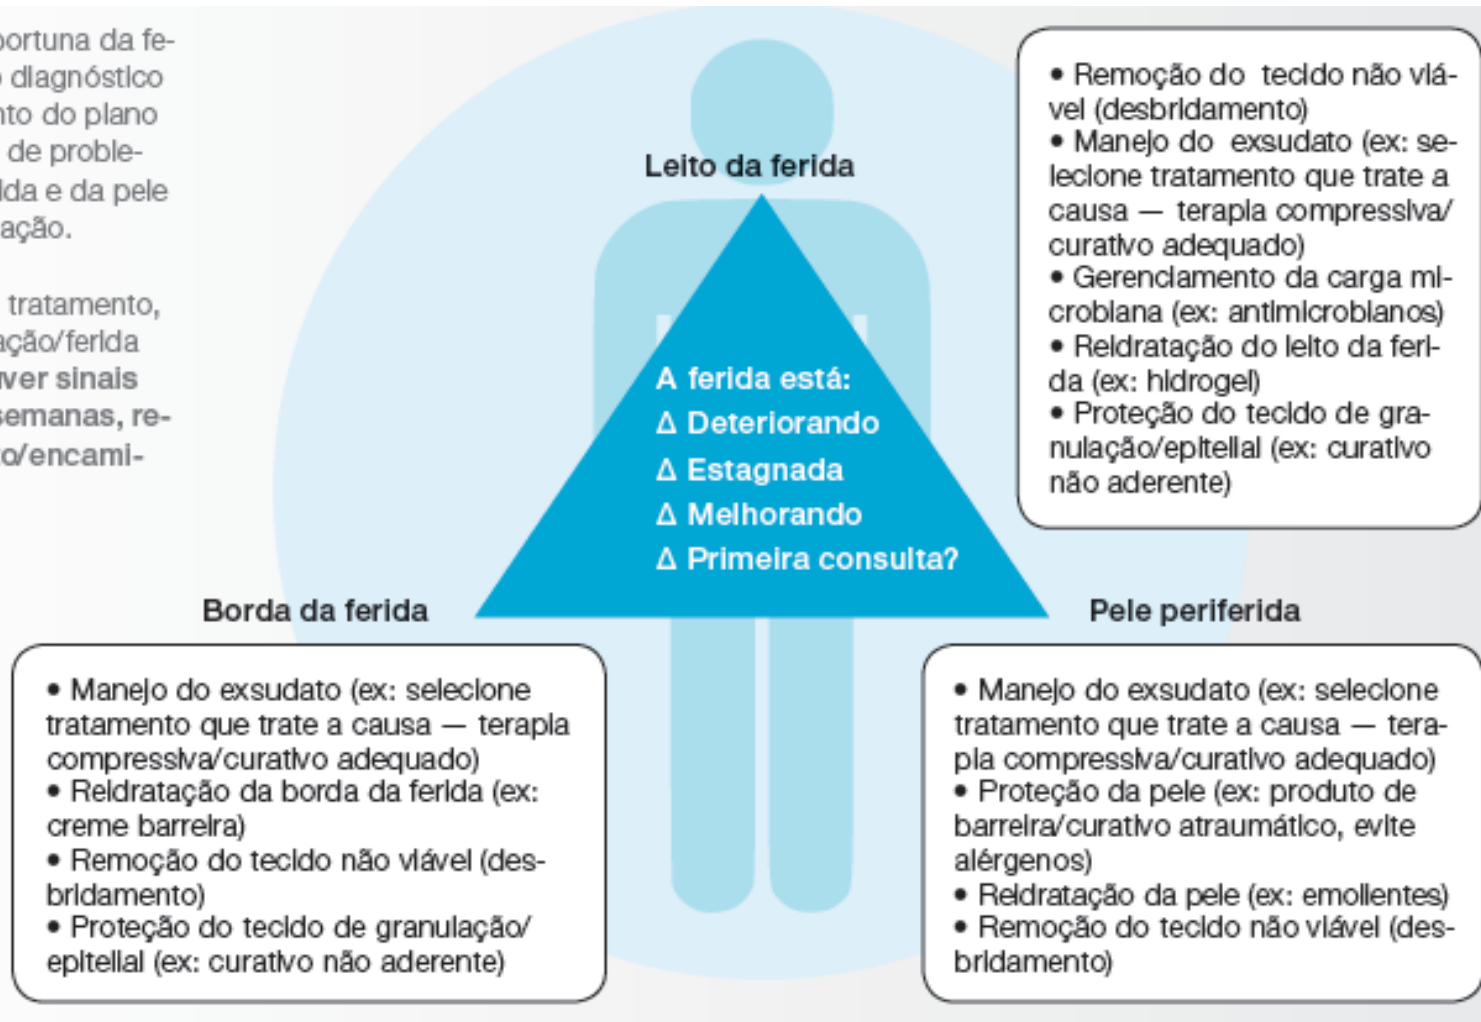 portuna da fe-
diagnóstico
nto do plano
de proble-
ida e da pele
ação.
tratamento,
ação/ferida
ver sinais
semanas, re-
to/encami-
Leito da ferida
• Remoção do tecido não viá-
vel (desbridamento)
• Manejo do exsudato (ex: se-
lecione tratamento que trate a
causa — terapia compressiva/
curativo adequado)
• Gerenciamento da carga mi-
crobiana (ex: antimicrobianos)
• Reidratação do leito da feri-
da (ex: hidrogel)
• Proteção do tecido de gra-
nulação/epitelial (ex: curativo
não aderente)
A ferida está:
Δ Deteriorando
Δ Estagnada
Δ Melhorando
Δ Primeira consulta?
Borda da ferida
• Manejo do exsudato (ex: selecione
tratamento que trate a causa — terapia
compressiva/curativo adequado)
• Reidratação da borda da ferida (ex:
creme barreira)
• Remoção do tecido não viável (des-
bridamento)
• Proteção do tecido de granulação/
epitelial (ex: curativo não aderente)
Pele periferida
• Manejo do exsudato (ex: selecione
tratamento que trate a causa — tera-
pia compressiva/curativo adequado)
• Proteção da pele (ex: produto de
barreira/curativo atraumático, evite
alérgenos)
• Reidratação da pele (ex: emolientes)
• Remoção do tecido não viável (des-
bridamento)